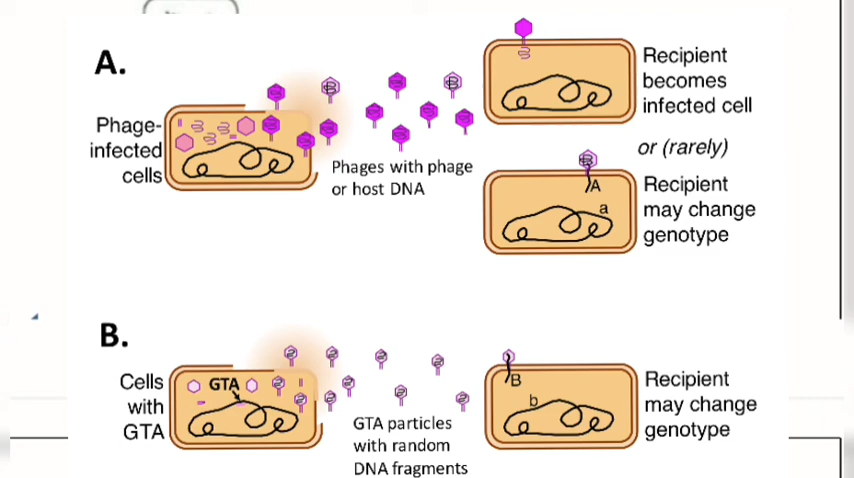 A.
Phage-
infected
cells
Phages with phage
or host DNA
Recipient
becomes
infected cell
or (rarely)
A
a
Recipient
may change
genotype
B.
Cells
with
GTA
GTA
GTA particles
with random
DNA fragments
B
b
Recipient
may change
genotype